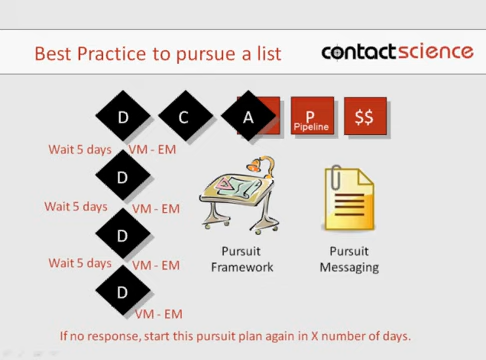 Best Practice to pursue a list
contactscience
D C A P $$
Pipeline
Wait 5 days VM - EM
D
Wait 5 days VM - EM
D
Wait 5 days VM - EM
D
VM - EM
Pursuit
Framework
Pursuit
Messaging
If no response, start this pursuit plan again in X number of days.